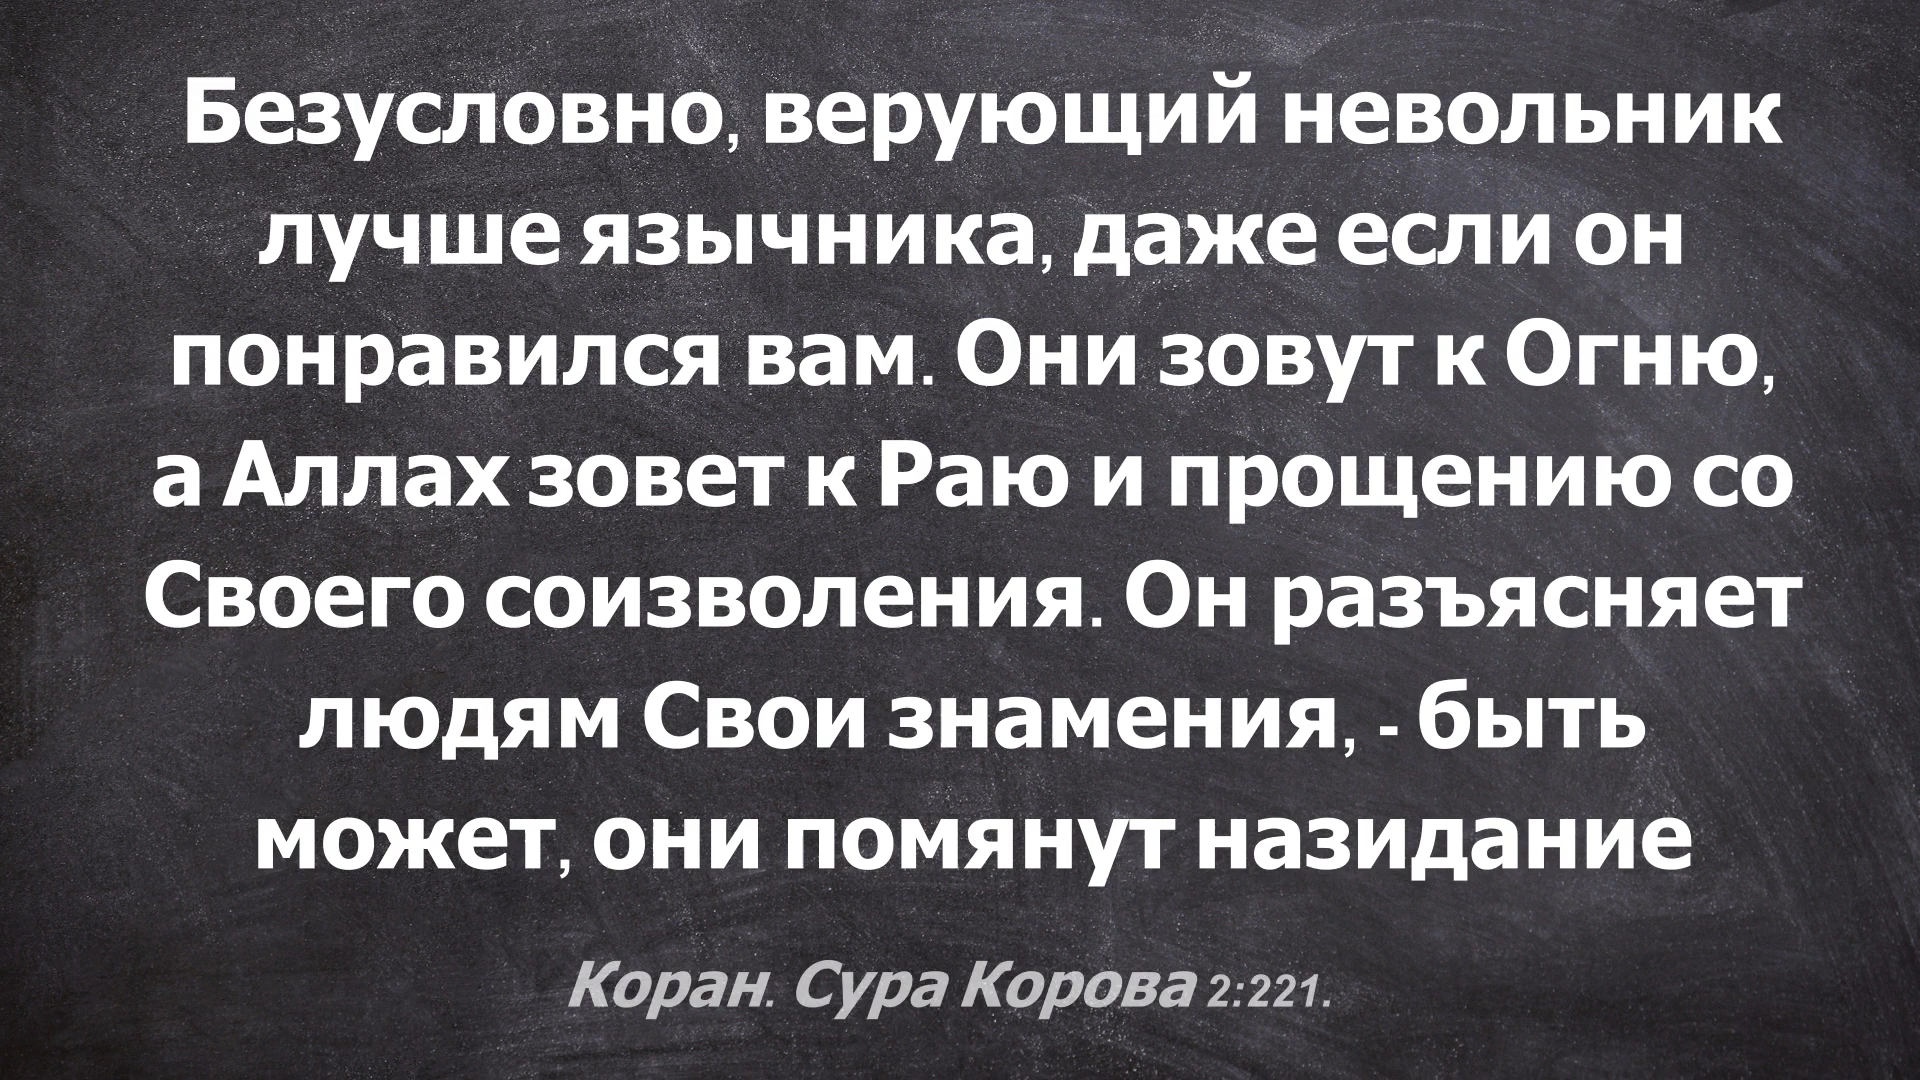 Безусловно, верующий невольник
лучше язычника, даже если он
понравился вам. Они зовут к Огню,
а Аллах зовет к Раю и прощению со
Своего соизволения. Он разъясняет
людям Свои знамения, - быть
может, они помянут назидание
Коран. Сура Корова 2:221.